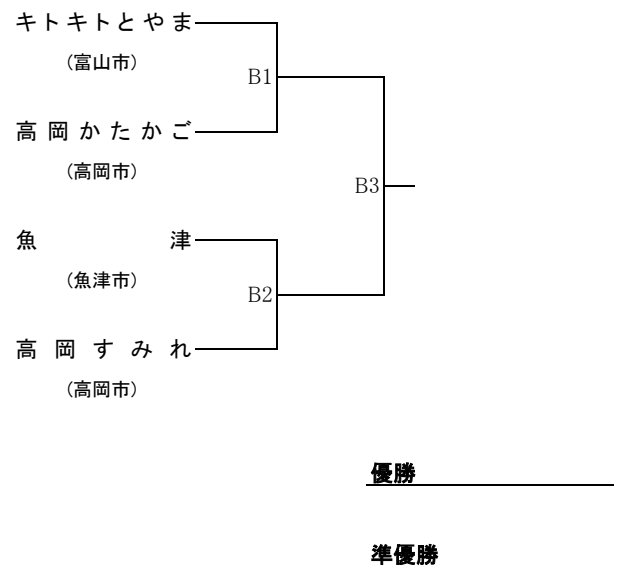 キトキトとやま
(富山市)
B1
高岡かたかご
(高岡市)
B3
魚津
(魚津市)
B2
高岡すみれ
(高岡市)
優勝
準優勝